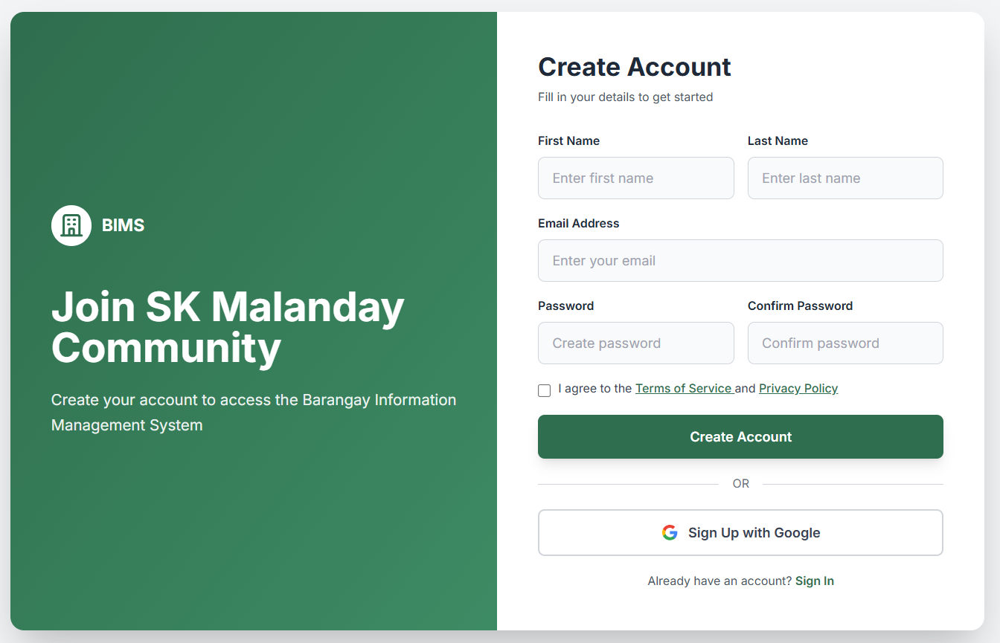 BIMS
Join SK Malanday
Community
Create your account to access the Barangay Information
Management System
Create Account
Fill in your details to get started
First Name
Last Name
Enter first name
Enter last name
Email Address
Enter your email
Password
Confirm Password
Create password
Confirm password
I agree to the Terms of Service and Privacy Policy
Create Account
OR
Sign Up with Google
Already have an account? Sign In